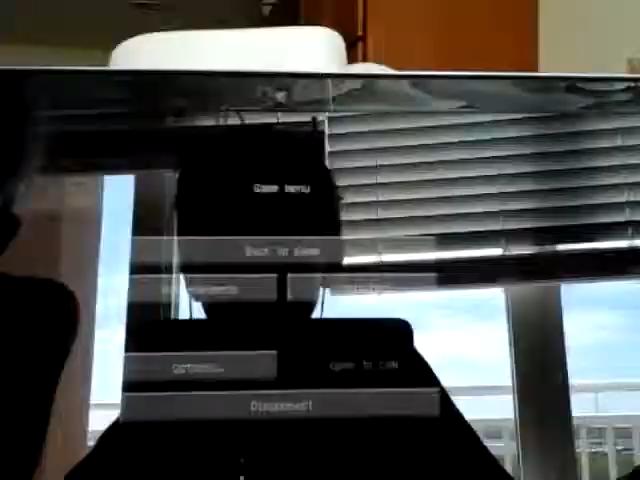 Game menu
Back to Game
Options...
Open to LAN
Disconnect